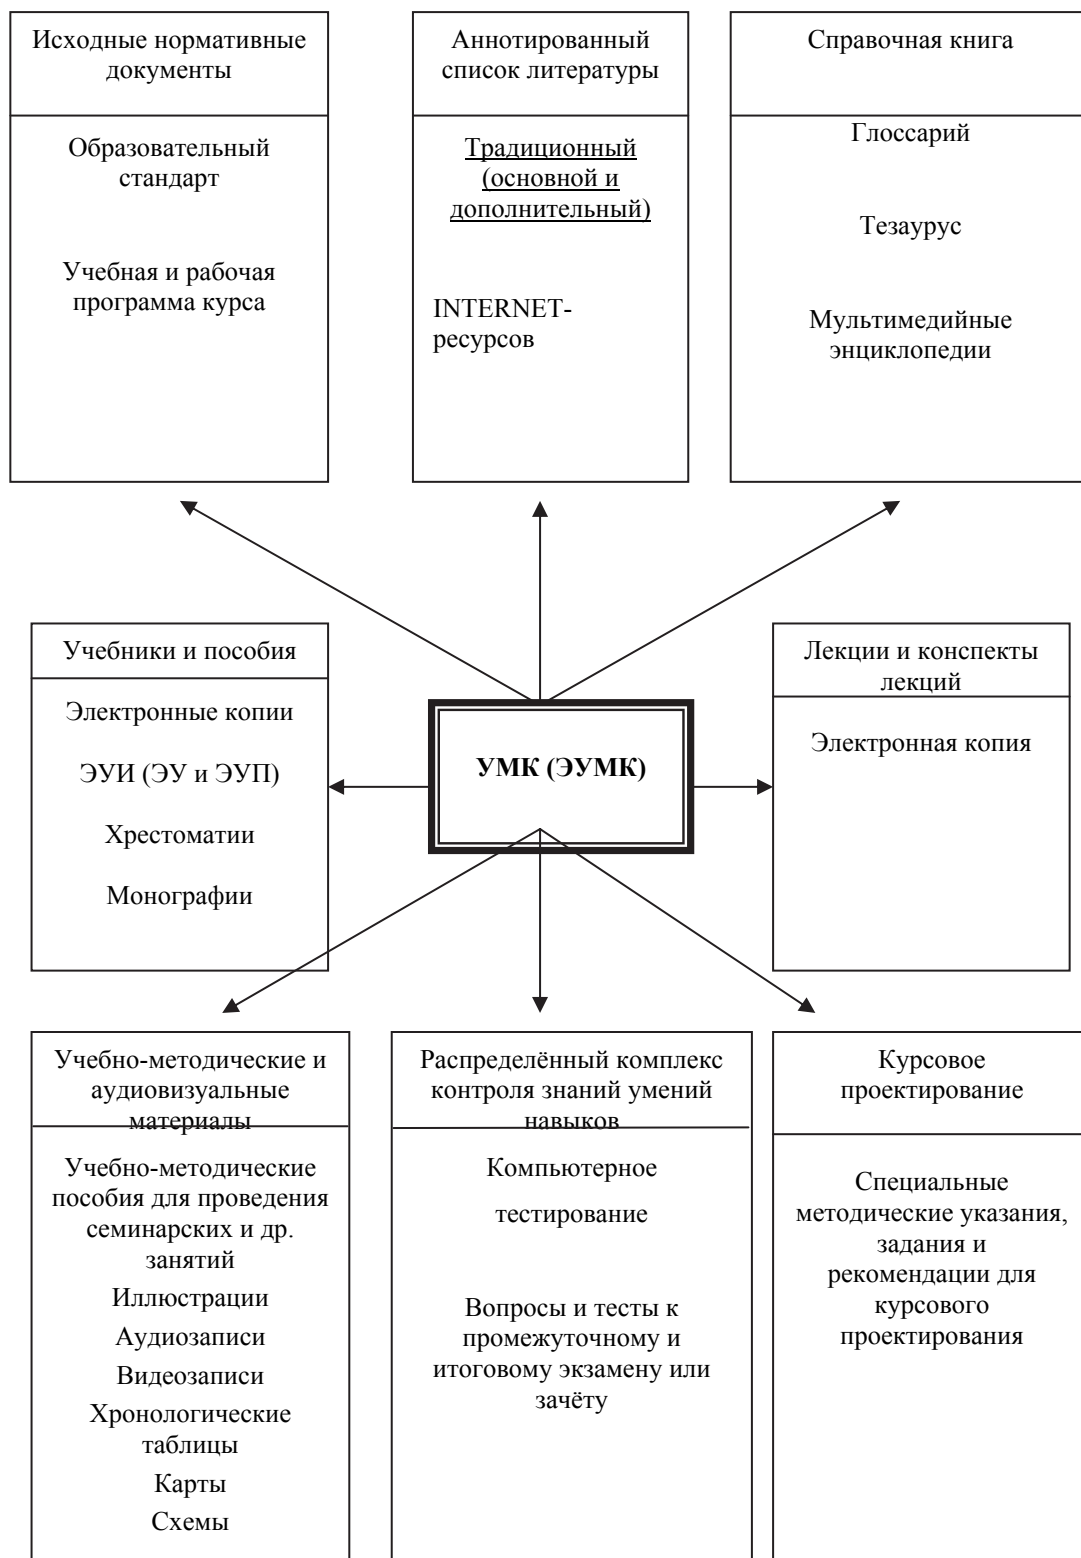 Исходные нормативные
документы
Образовательный
стандарт
Учебная и рабочая
программа курса
Аннотированный
список литературы
Традиционный
(основной и
дополнительный)
INTERNET-
ресурсов
Справочная книга
Глоссарий
Тезаурус
Мультимедийные
энциклопедии
Учебники и пособия
Электронные копии
ЭУИ (ЭУ и ЭУП)
Хрестоматии
Монографии
УМК (ЭУМК)
Лекции и конспекты
лекций
Электронная копия
Учебно-методические и
аудиовизуальные
материалы
Учебно-методические
пособия для проведения
семинарских и др.
занятий
Иллюстрации
Аудиозаписи
Видеозаписи
Хронологические
таблицы
Карты
Схемы
Распределённый комплекс
контроля знаний умений
навыков
Компьютерное
тестирование
Вопросы и тесты к
промежуточному и
итоговому экзамену или
зачёту
Курсовое
проектирование
Специальные
методические указания,
задания и
рекомендации для
курсового
проектирования